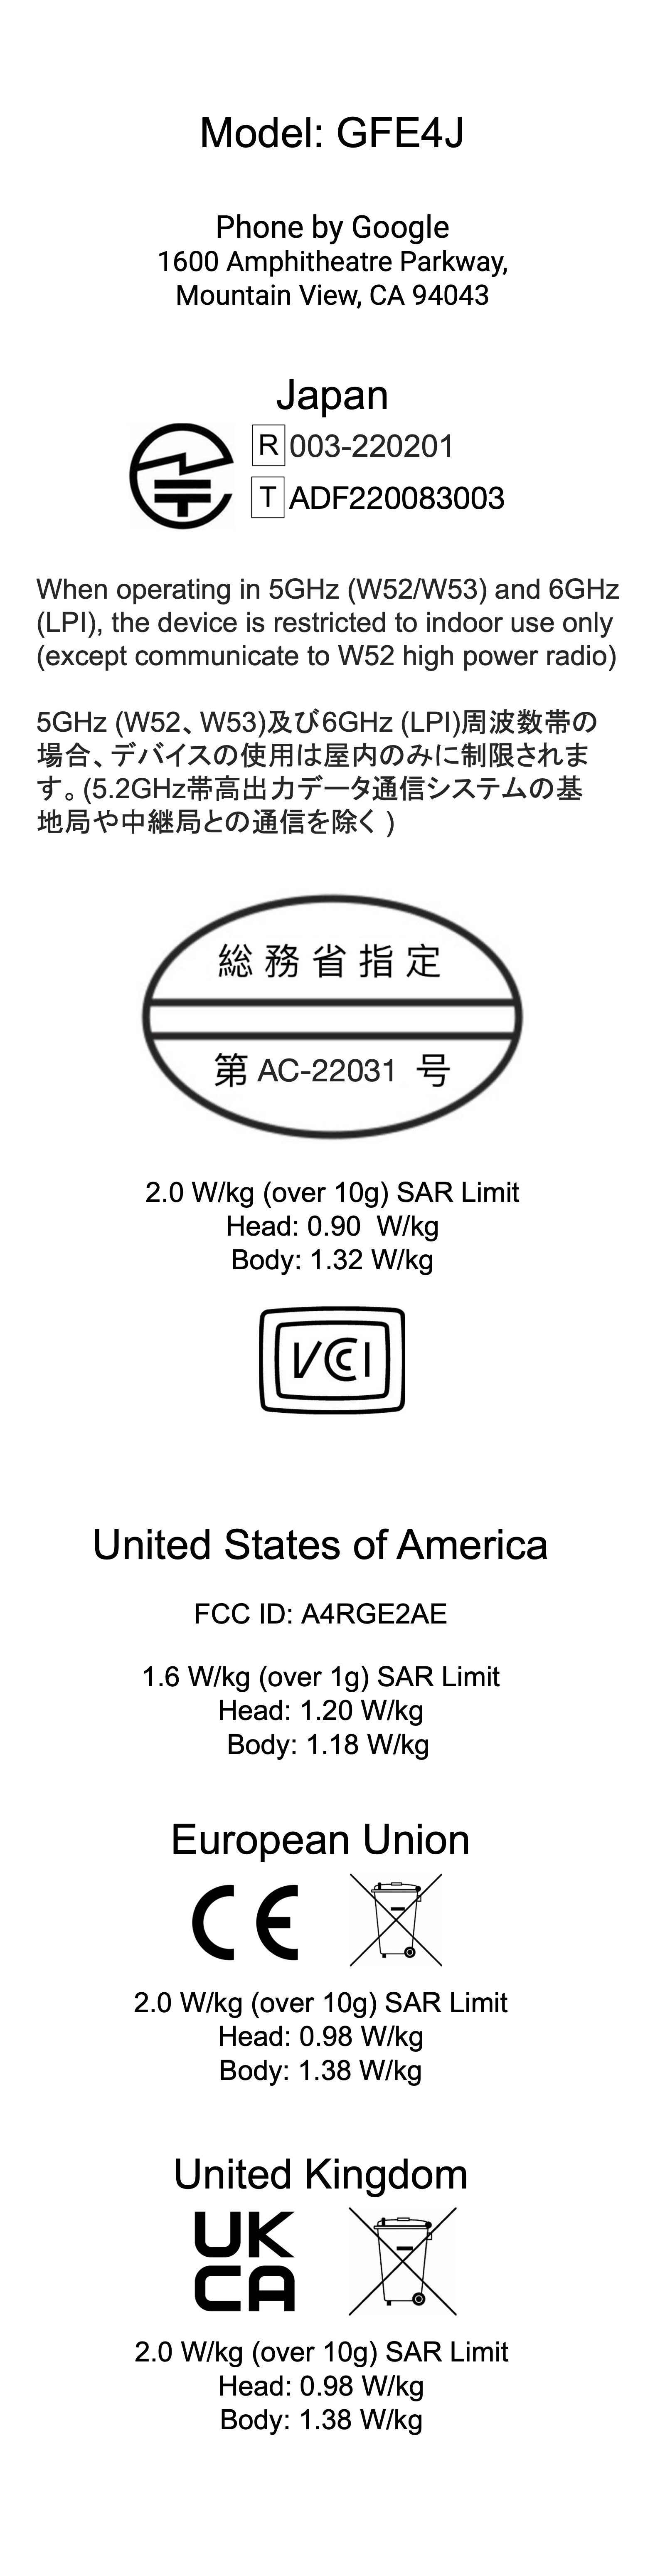 Model: GFE4J
Phone by Google
1600 Amphitheatre Parkway,
Mountain View, CA 94043
Japan
R 003-220201
T ADF220083003
When operating in 5GHz (W52/W53) and 6GHz
(LPI), the device is restricted to indoor use only
(except communicate to W52 high power radio)
5GHz (W52、W53)及び6GHz (LPI)周波数帯の
場合、デバイスの使用は屋内のみに制限されま
す。(5.2GHz帯高出力データ通信システムの基
地局や中継局との通信を除く )
総務省指定
第 AC-22031 号
2.0 W/kg (over 10g) SAR Limit
Head: 0.90 W/kg
Body: 1.32 W/kg
VCCI
United States of America
FCC ID: A4RGE2AE
1.6 W/kg (over 1g) SAR Limit
Head: 1.20 W/kg
Body: 1.18 W/kg
European Union
CE
2.0 W/kg (over 10g) SAR Limit
Head: 0.98 W/kg
Body: 1.38 W/kg
United Kingdom
UK
CA
2.0 W/kg (over 10g) SAR Limit
Head: 0.98 W/kg
Body: 1.38 W/kg